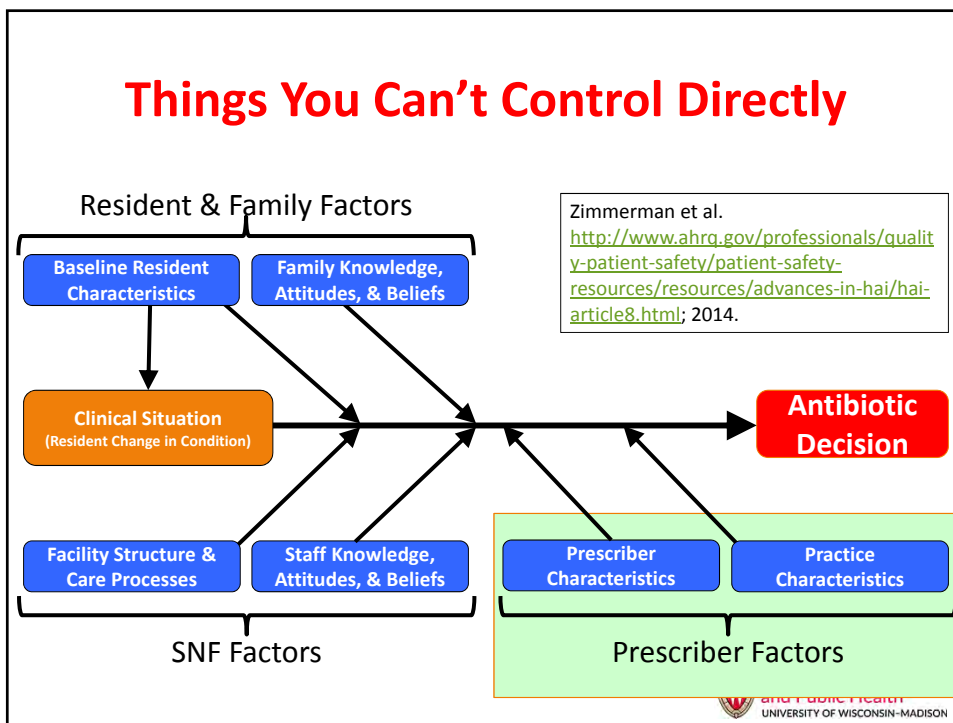 Things You Can't Control Directly
Resident & Family Factors
Zimmerman et al.
http://www.ahrq.gov/professionals/qualit
y-patient-safety/patient-safety-
resources/resources/advances-in-hai/hai-
article8.html; 2014.
Baseline Resident
Characteristics
Family Knowledge,
Attitudes, & Beliefs
Clinical Situation
(Resident Change in Condition)
Antibiotic
Decision
Facility Structure &
Care Processes
Staff Knowledge,
Attitudes, & Beliefs
Prescriber
Characteristics
Practice
Characteristics
SNF Factors
Prescriber Factors
and Public Health
UNIVERSITY OF WISCONSIN-MADISON